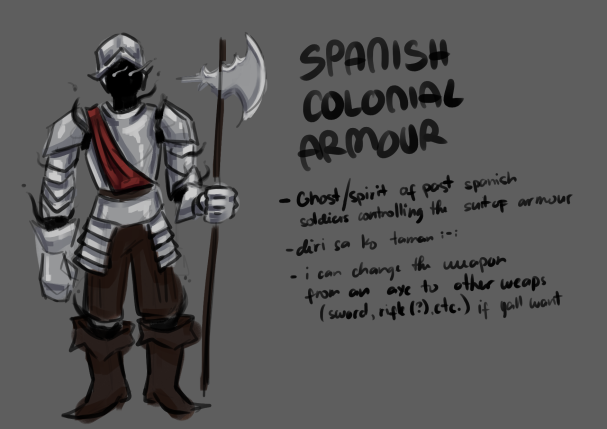 SPANISH
COLONIAL
ARMOUR
- Ghost/spirit of past spanish
soldiers controlling the suit of armour
- diri sa ko taman :-:
- i can change the weapon
from an axe to other weaps
(sword, rifle (?), etc.) if yall want